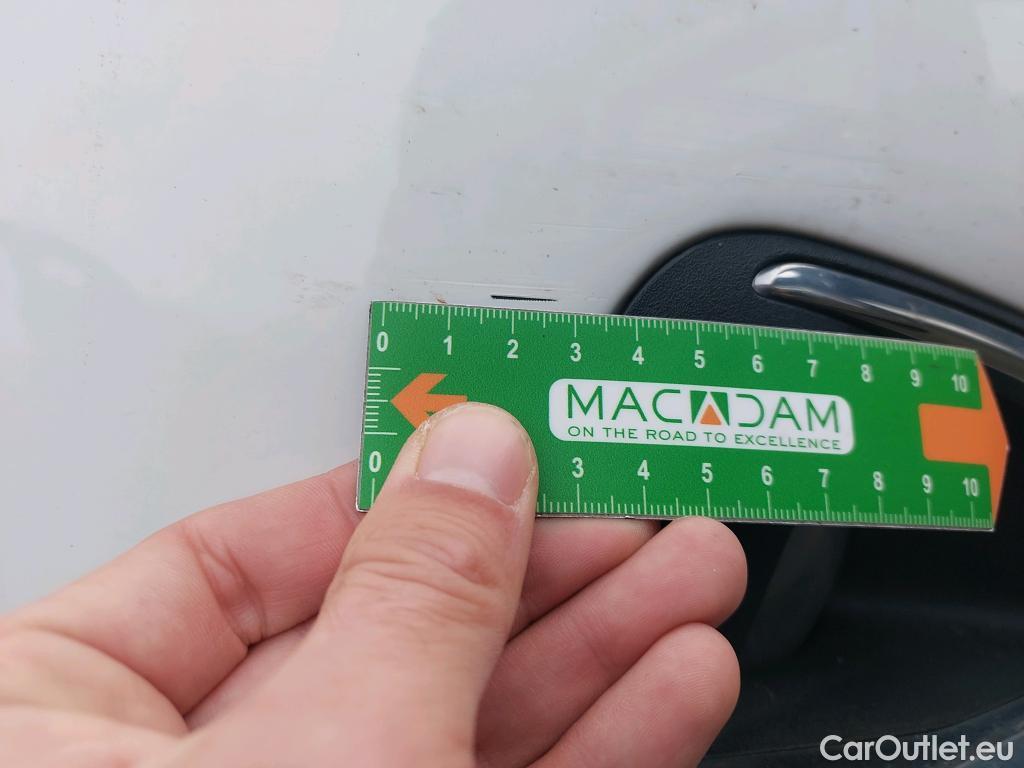 0 1 2 3 4 5 6 7 8 9 10
MACADAM
ON THE ROAD TO EXCELLENCE
0 3 4 5 6 7 8 9 10
CarOutlet.eu